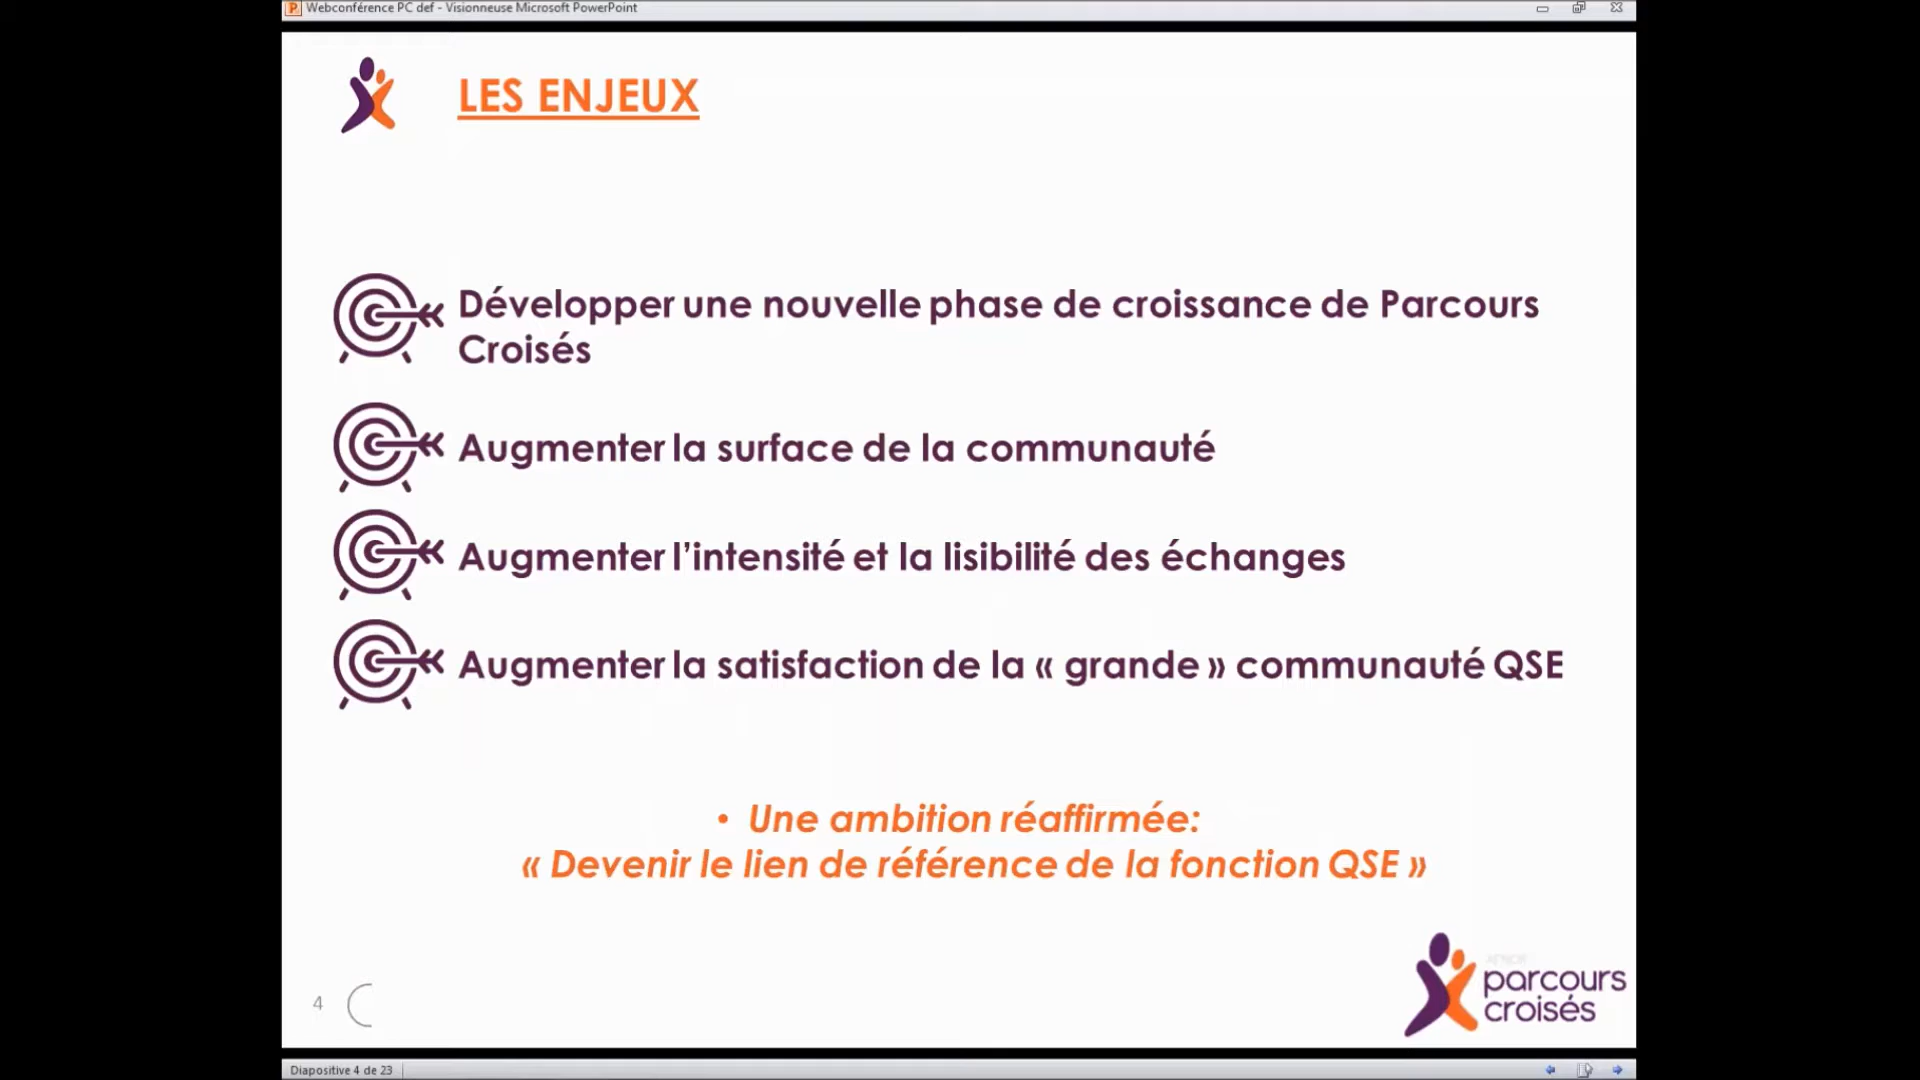 Webconférence PC def - Visionneuse Microsoft PowerPoint
LES ENJEUX
Développer une nouvelle phase de croissance de Parcours
Croisés
Augmenter la surface de la communauté
Augmenter l’intensité et la lisibilité des échanges
Augmenter la satisfaction de la « grande » communauté QSE
• Une ambition réaffirmée:
« Devenir le lien de référence de la fonction QSE »
AFNOR
parcours
croisés
4
Diapositive 4 de 23